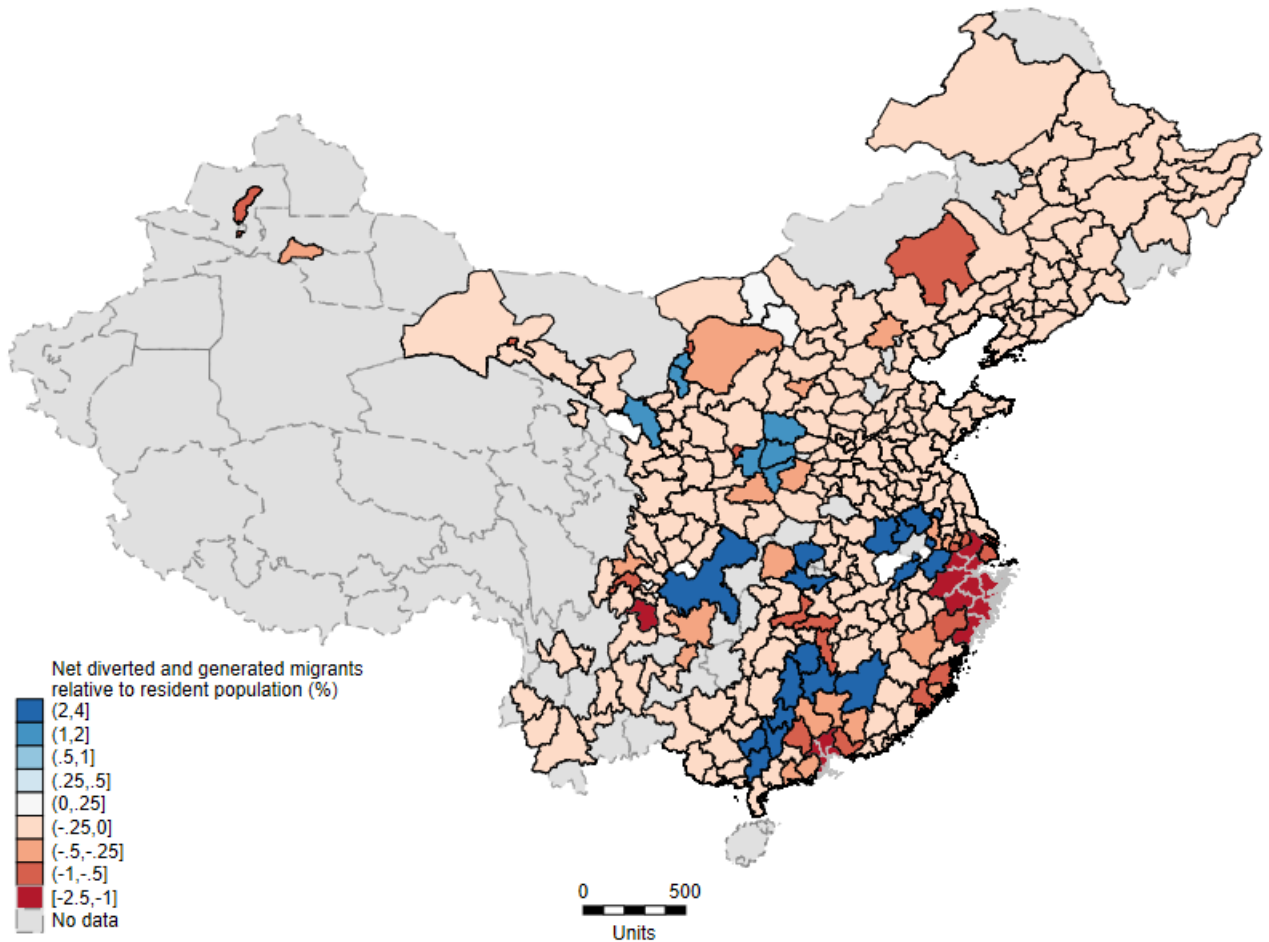 Net diverted and generated migrants
relative to resident population (%)
(2,4]
(1,2]
(.5,1]
(.25,.5]
(0,.25]
(-.25,0]
(-.5,-.25]
(-1,-.5]
[-2.5,-1]
No data
0 500
Units